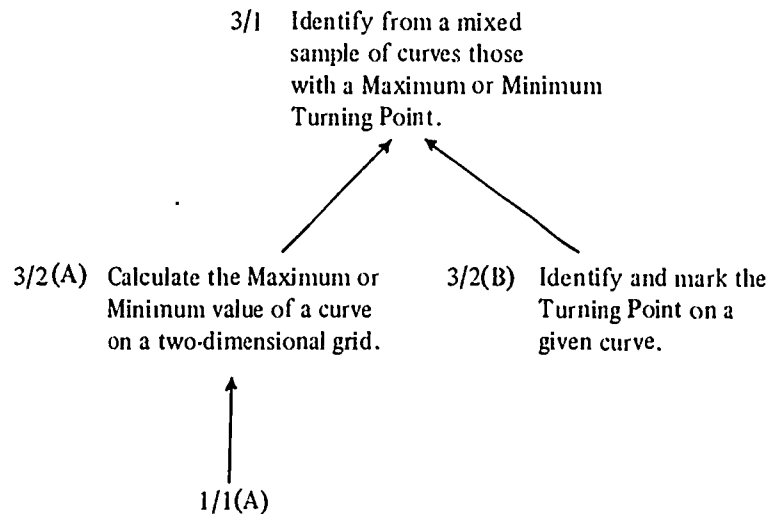 3/1 Identify from a mixed
sample of curves those
with a Maximum or Minimum
Turning Point.
3/2(A) Calculate the Maximum or
Minimum value of a curve
on a two-dimensional grid.
3/2(B) Identify and mark the
Turning Point on a
given curve.
1/1(A)